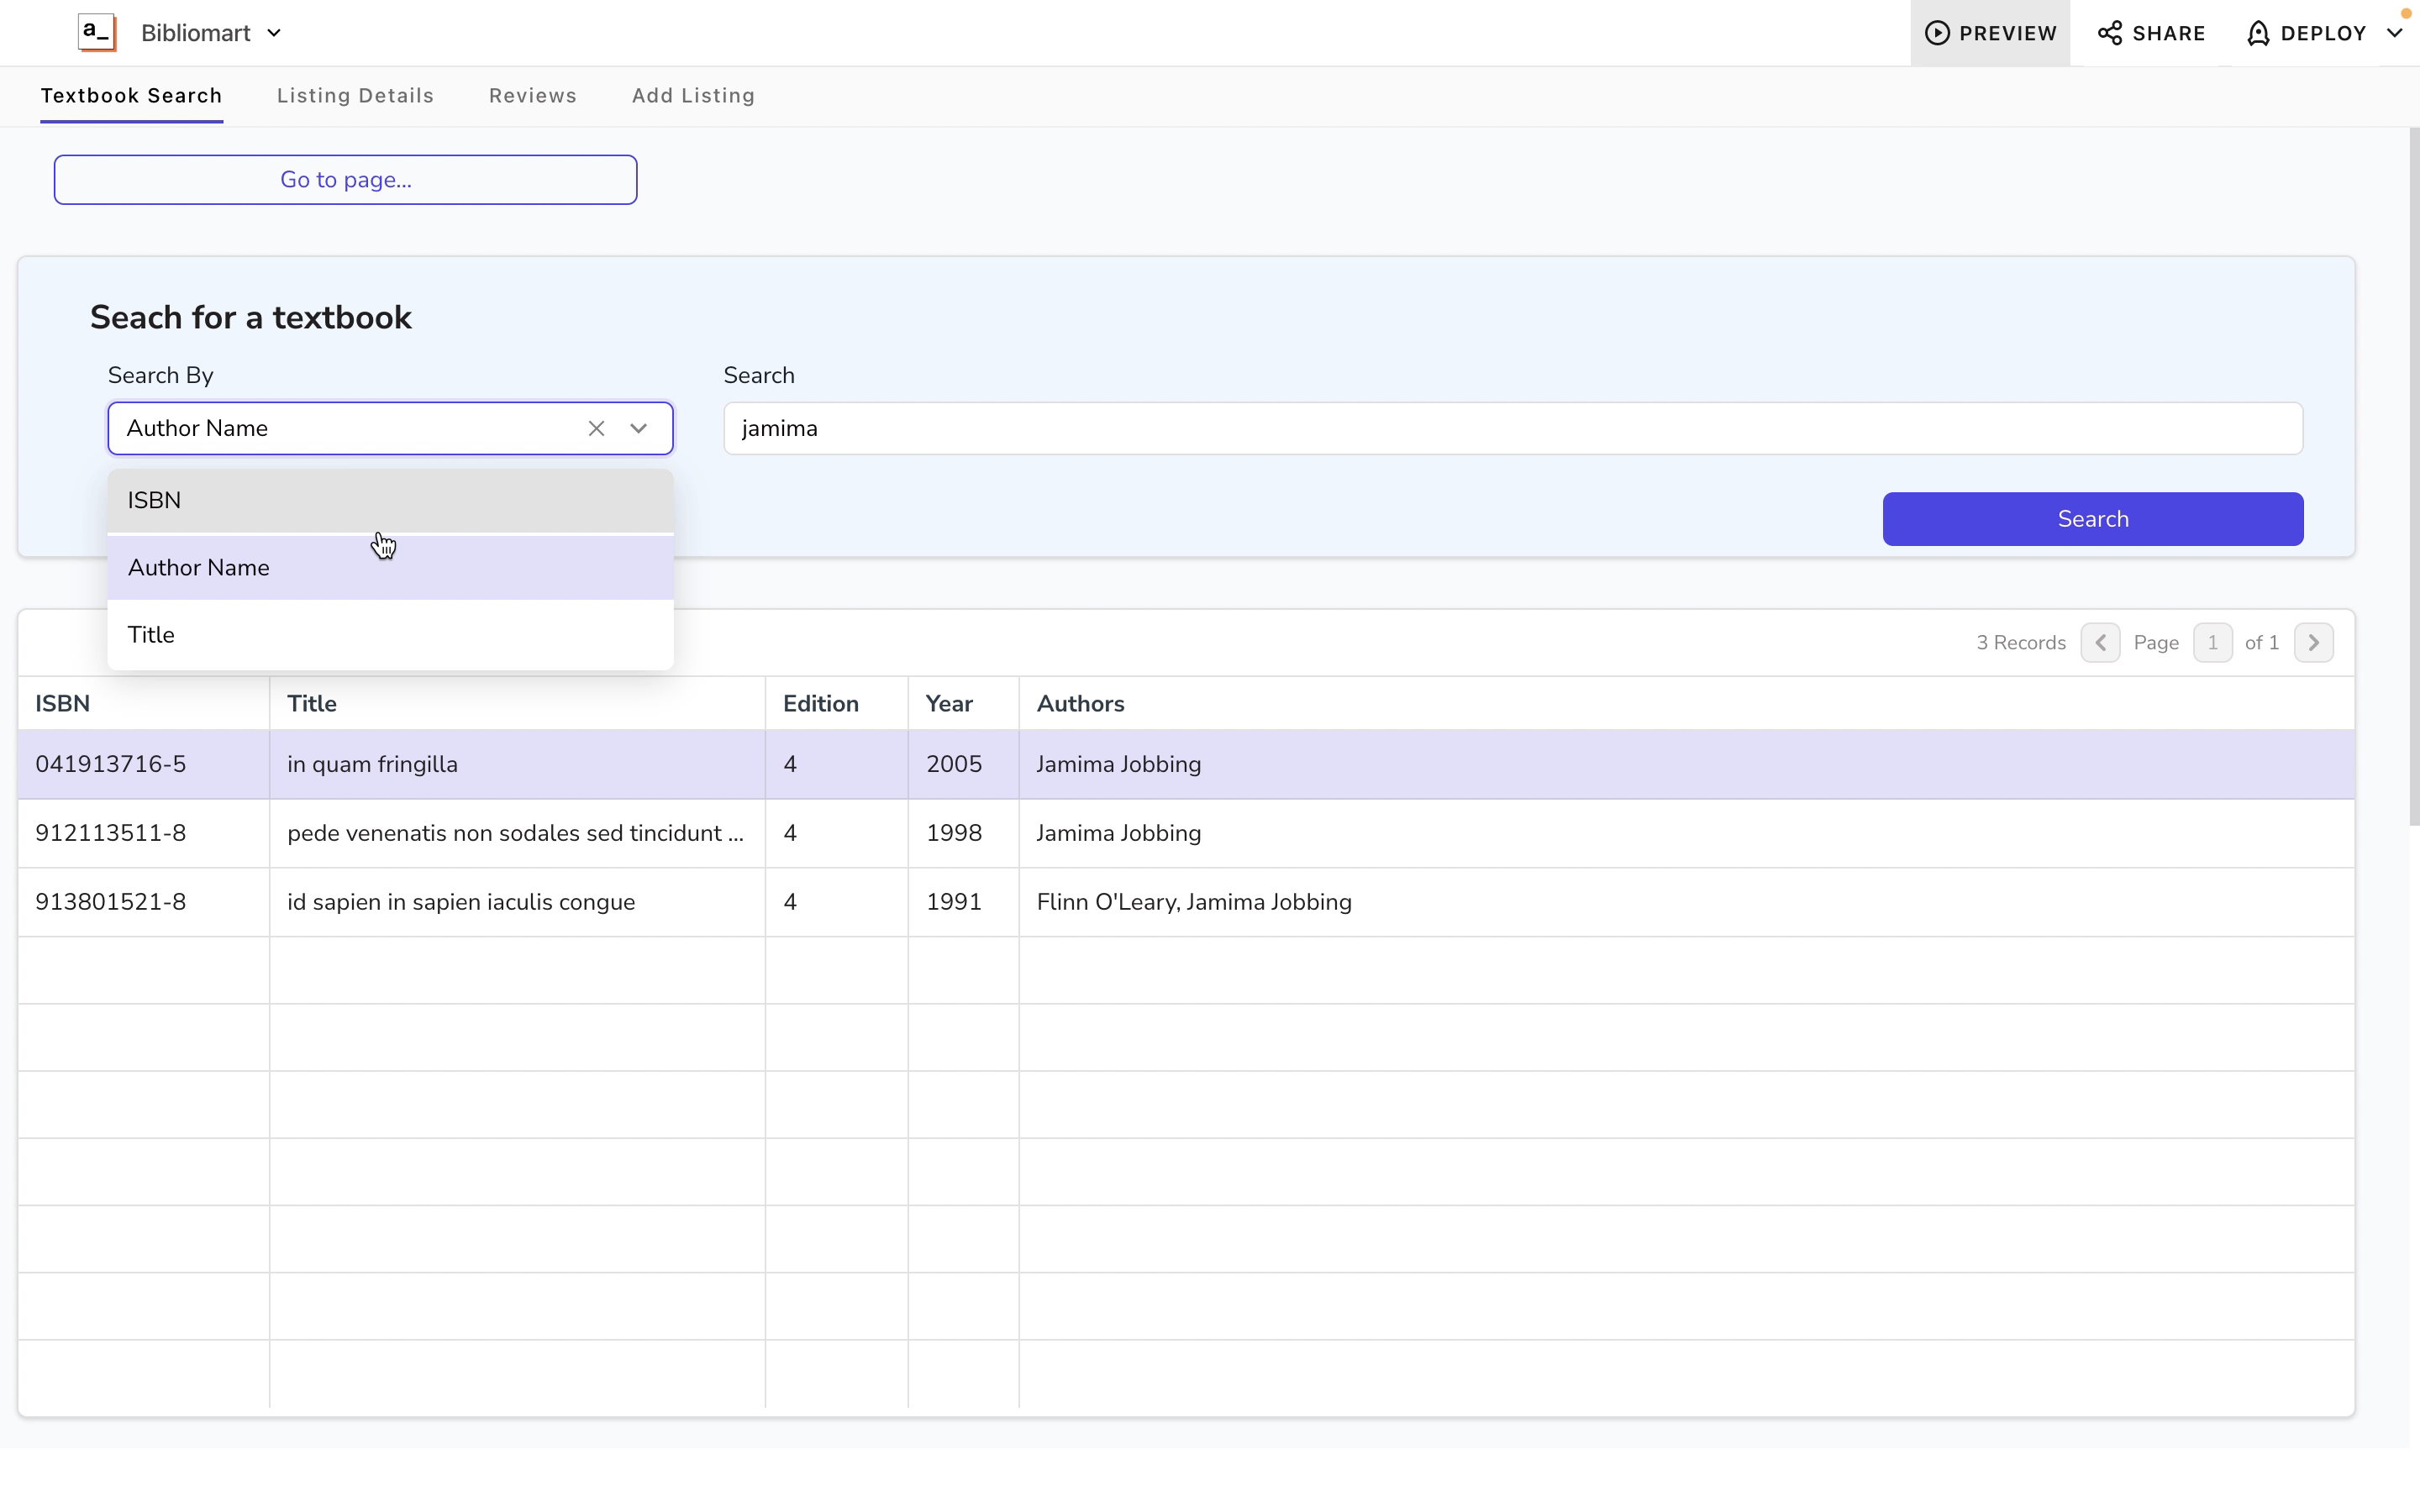 a_ Bibliomart PREVIEW SHARE DEPLOY
Textbook Search Listing Details Reviews Add Listing
Go to page...
Seach for a textbook
Search By Search
Author Name jamima
ISBN
Search
Author Name
Title
3 Records Page 1 of 1
ISBN Title Edition Year Authors
041913716-5 in quam fringilla 4 2005 Jamima Jobbing
912113511-8 pede venenatis non sodales sed tincidunt ... 4 1998 Jamima Jobbing
913801521-8 id sapien in sapien iaculis congue 4 1991 Flinn O'Leary, Jamima Jobbing